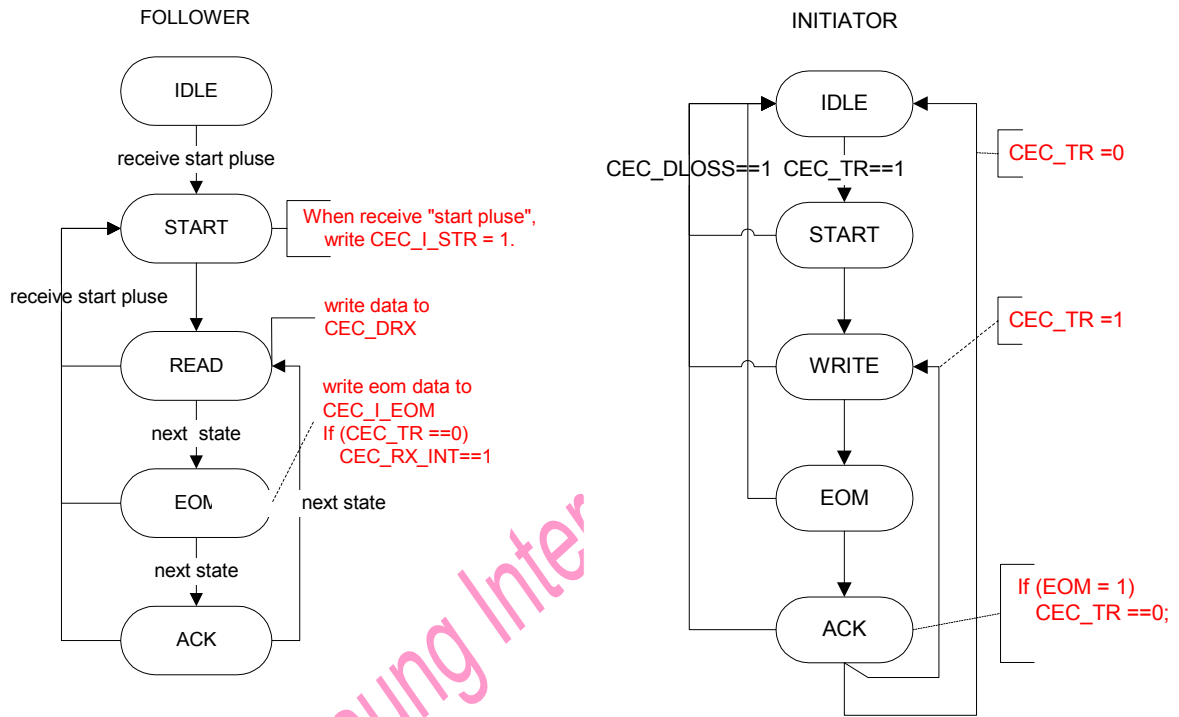 FOLLOWER
IDLE
receive start pluse
START
When receive "start pluse",
write CEC_I_STR = 1.
receive start pluse
write data to
CEC_DRX
READ
write eom data to
CEC_I_EOM
If (CEC_TR ==0)
CEC_RX_INT==1
next state
next state
next state
ACK
INITIATOR
IDLE
CEC_TR =0
CEC_DLOSS==1
CEC_TR==1
START
CEC_TR =1
WRITE
EOM
If (EOM = 1)
CEC_TR ==0;
ACK